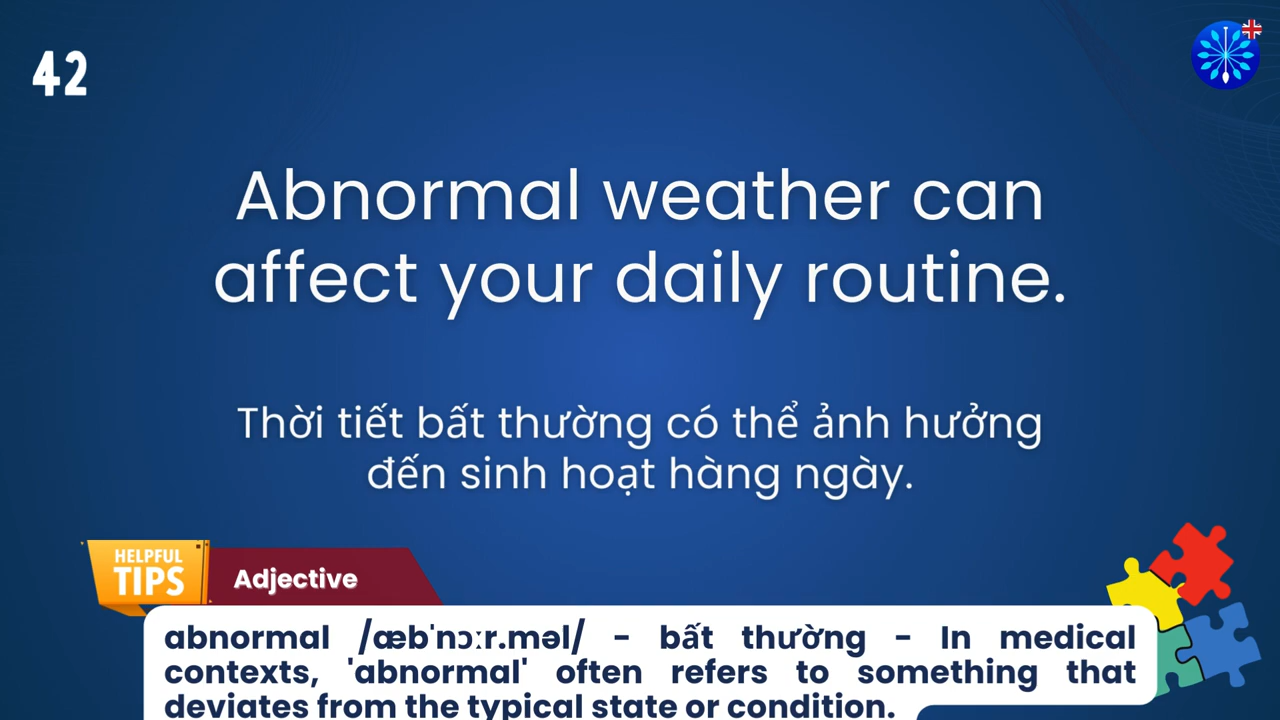 42
Abnormal weather can
affect your daily routine.
Thời tiết bất thường có thể ảnh hưởng
đến sinh hoạt hàng ngày.
HELPFUL
TIPS
Adjective
abnormal /æbˈnɔːr.məl/ - bất thường - In medical
contexts, 'abnormal' often refers to something that
deviates from the typical state or condition.